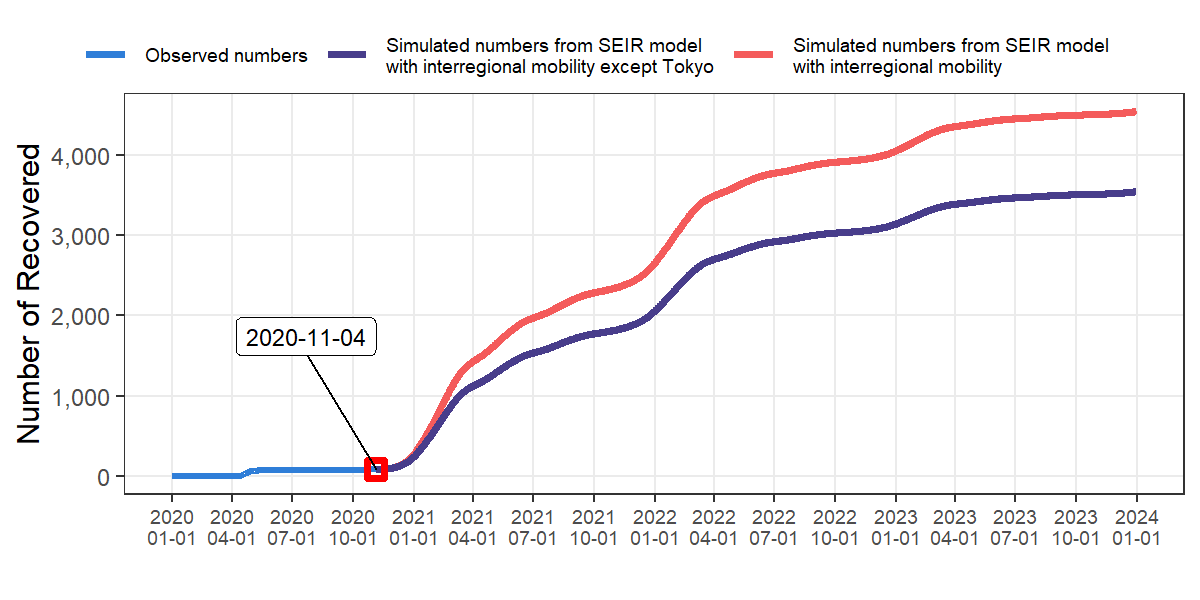 Observed numbers
Simulated numbers from SEIR model
with interregional mobility except Tokyo
Simulated numbers from SEIR model
with interregional mobility
Number of Recovered
4,000
3,000
2,000
1,000
0
2020-11-04
2020 2020 2020 2020 2021 2021 2021 2021 2022 2022 2022 2022 2023 2023 2023 2023 2024
01-01 04-01 07-01 10-01 01-01 04-01 07-01 10-01 01-01 04-01 07-01 10-01 01-01 04-01 07-01 10-01 01-01